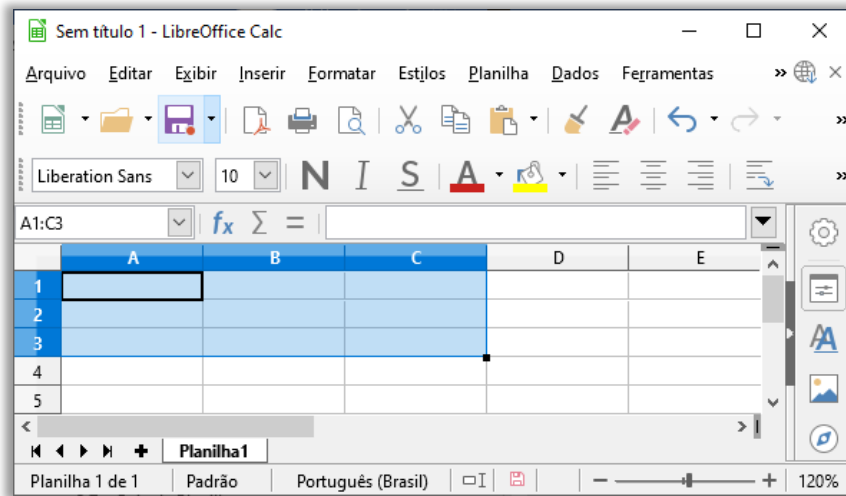 Sem título 1 - LibreOffice Calc
Arquivo Editar Exibir Inserir Formatar Estilos Planilha Dados Ferramentas »
»
Liberation Sans 10 N I S A »
A1:C3 fx Σ =
A B C D E
1
2
3
4
5
Planilha1
Planilha 1 de 1 Padrão Português (Brasil) 120%